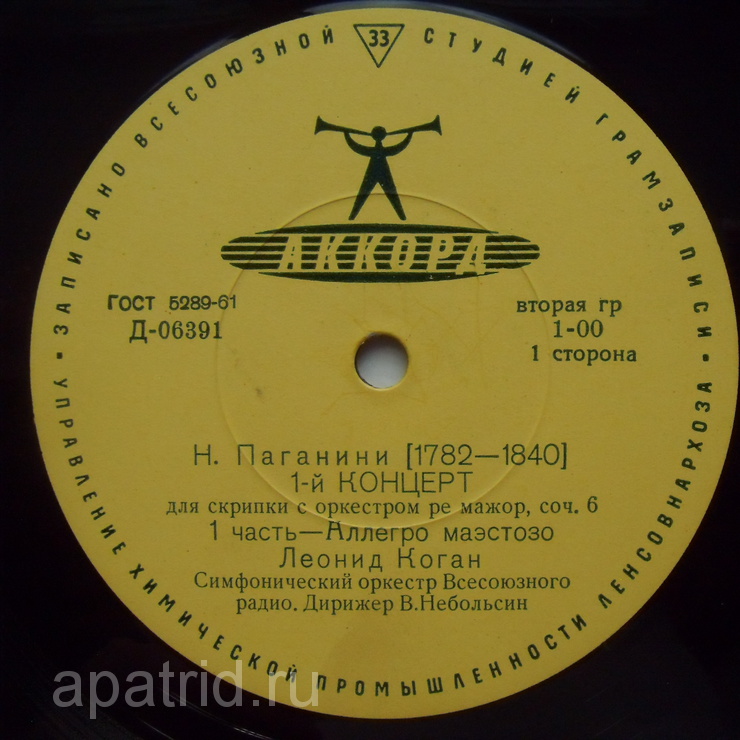 ЗАПИСАНО ВСЕСОЮЗНОЙ 33 СТУДИЕЙ ГРАМЗАПИСИ
АККОРД
ГОСТ 5289-61
Д-06391
вторая гр
1-00
1 сторона
Н. Паганини [1782—1840]
1-й КОНЦЕРТ
для скрипки с оркестром ре мажор, соч. 6
1 часть—Аллегро маэстозо
Леонид Коган
Симфонический оркестр Всесоюзного
радио. Дирижер В.Небольсин
• УПРАВЛЕНИЕ ХИМИЧЕСКОЙ ПРОМЫШЛЕННОСТИ ЛЕНСОВНАРХОЗА •
apatrid.ru